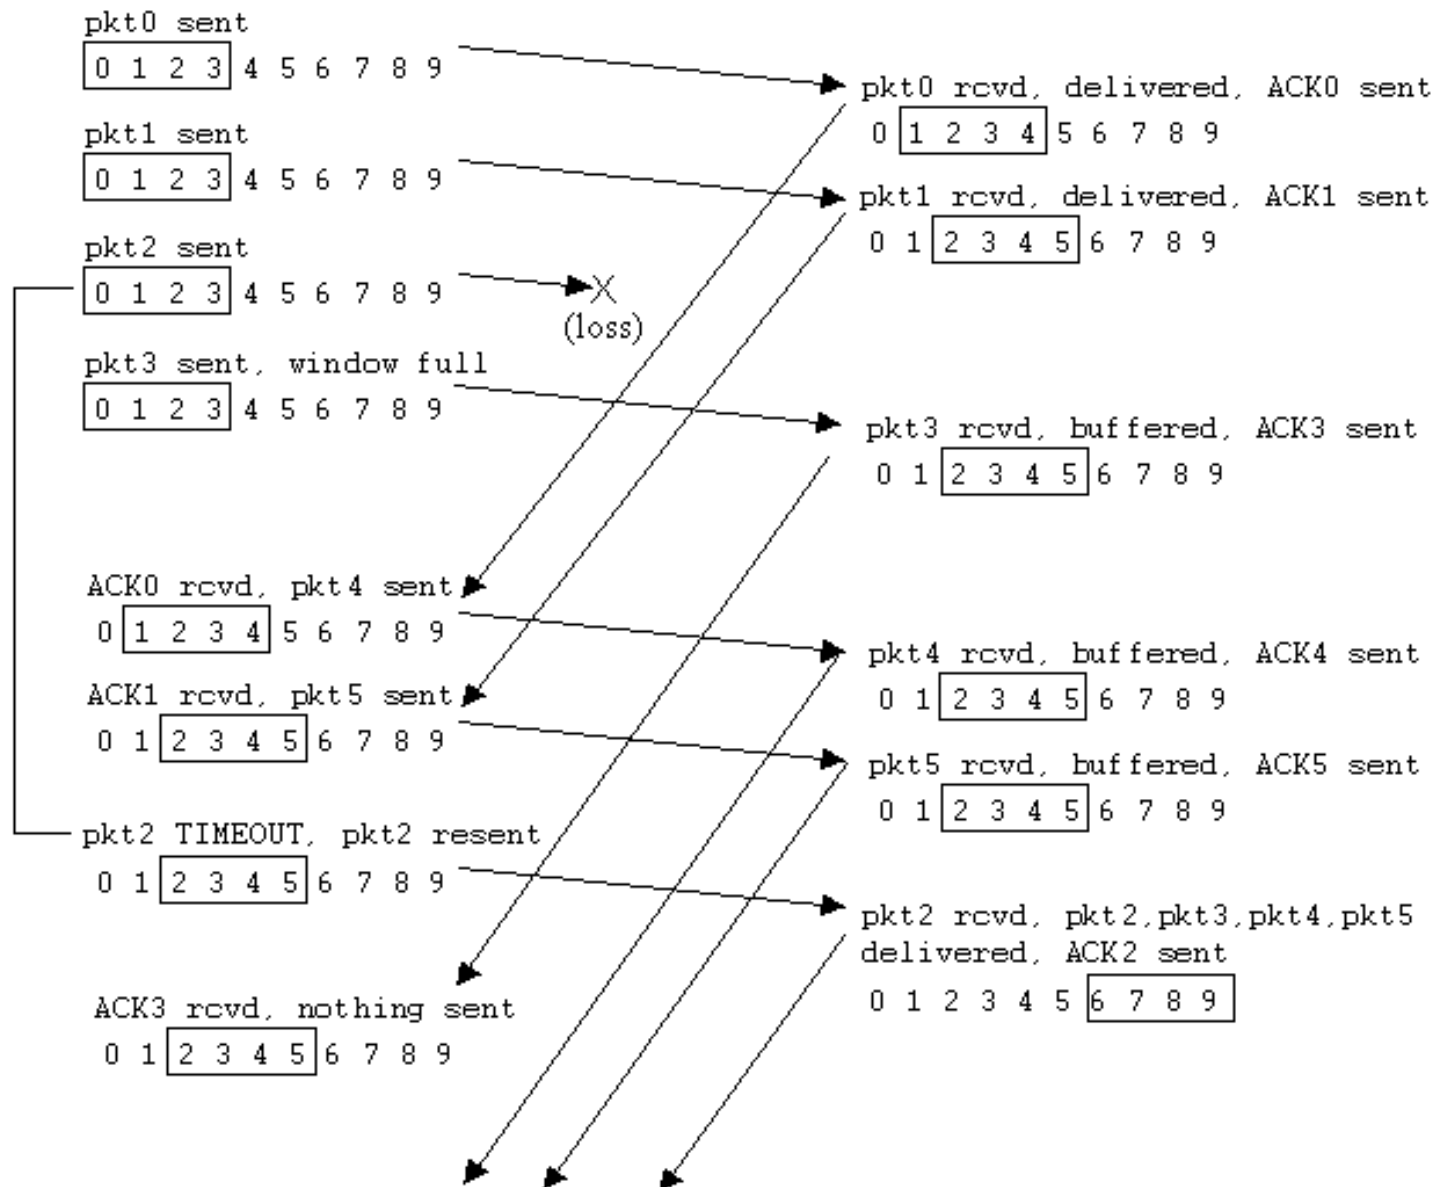 pkt0 sent
0 1 2 3 4 5 6 7 8 9
pkt1 sent
0 1 2 3 4 5 6 7 8 9
pkt2 sent
0 1 2 3 4 5 6 7 8 9
X
(loss)
pkt3 sent, window full
0 1 2 3 4 5 6 7 8 9
ACK0 rcvd, pkt4 sent
0 1 2 3 4 5 6 7 8 9
ACK1 rcvd, pkt5 sent
0 1 2 3 4 5 6 7 8 9
pkt2 TIMEOUT, pkt2 resent
0 1 2 3 4 5 6 7 8 9
ACK3 rcvd, nothing sent
0 1 2 3 4 5 6 7 8 9
pkt0 rcvd, delivered, ACK0 sent
0 1 2 3 4 5 6 7 8 9
pkt1 rcvd, delivered, ACK1 sent
0 1 2 3 4 5 6 7 8 9
pkt3 rcvd, buffered, ACK3 sent
0 1 2 3 4 5 6 7 8 9
pkt4 rcvd, buffered, ACK4 sent
0 1 2 3 4 5 6 7 8 9
pkt5 rcvd, buffered, ACK5 sent
0 1 2 3 4 5 6 7 8 9
pkt2 rcvd, pkt2,pkt3,pkt4,pkt5
delivered, ACK2 sent
0 1 2 3 4 5 6 7 8 9